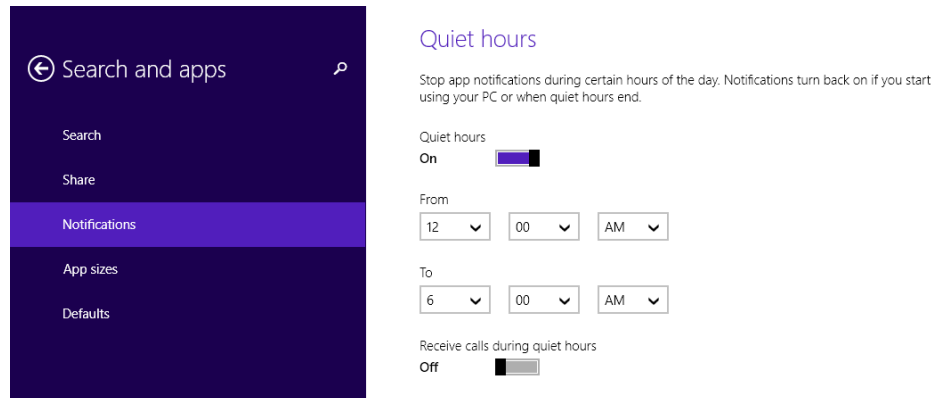 Search and apps
Search
Share
Notifications
App sizes
Defaults
Quiet hours
Stop app notifications during certain hours of the day. Notifications turn back on if you start
using your PC or when quiet hours end.
Quiet hours
On
From
12 00 AM
To
6 00 AM
Receive calls during quiet hours
Off